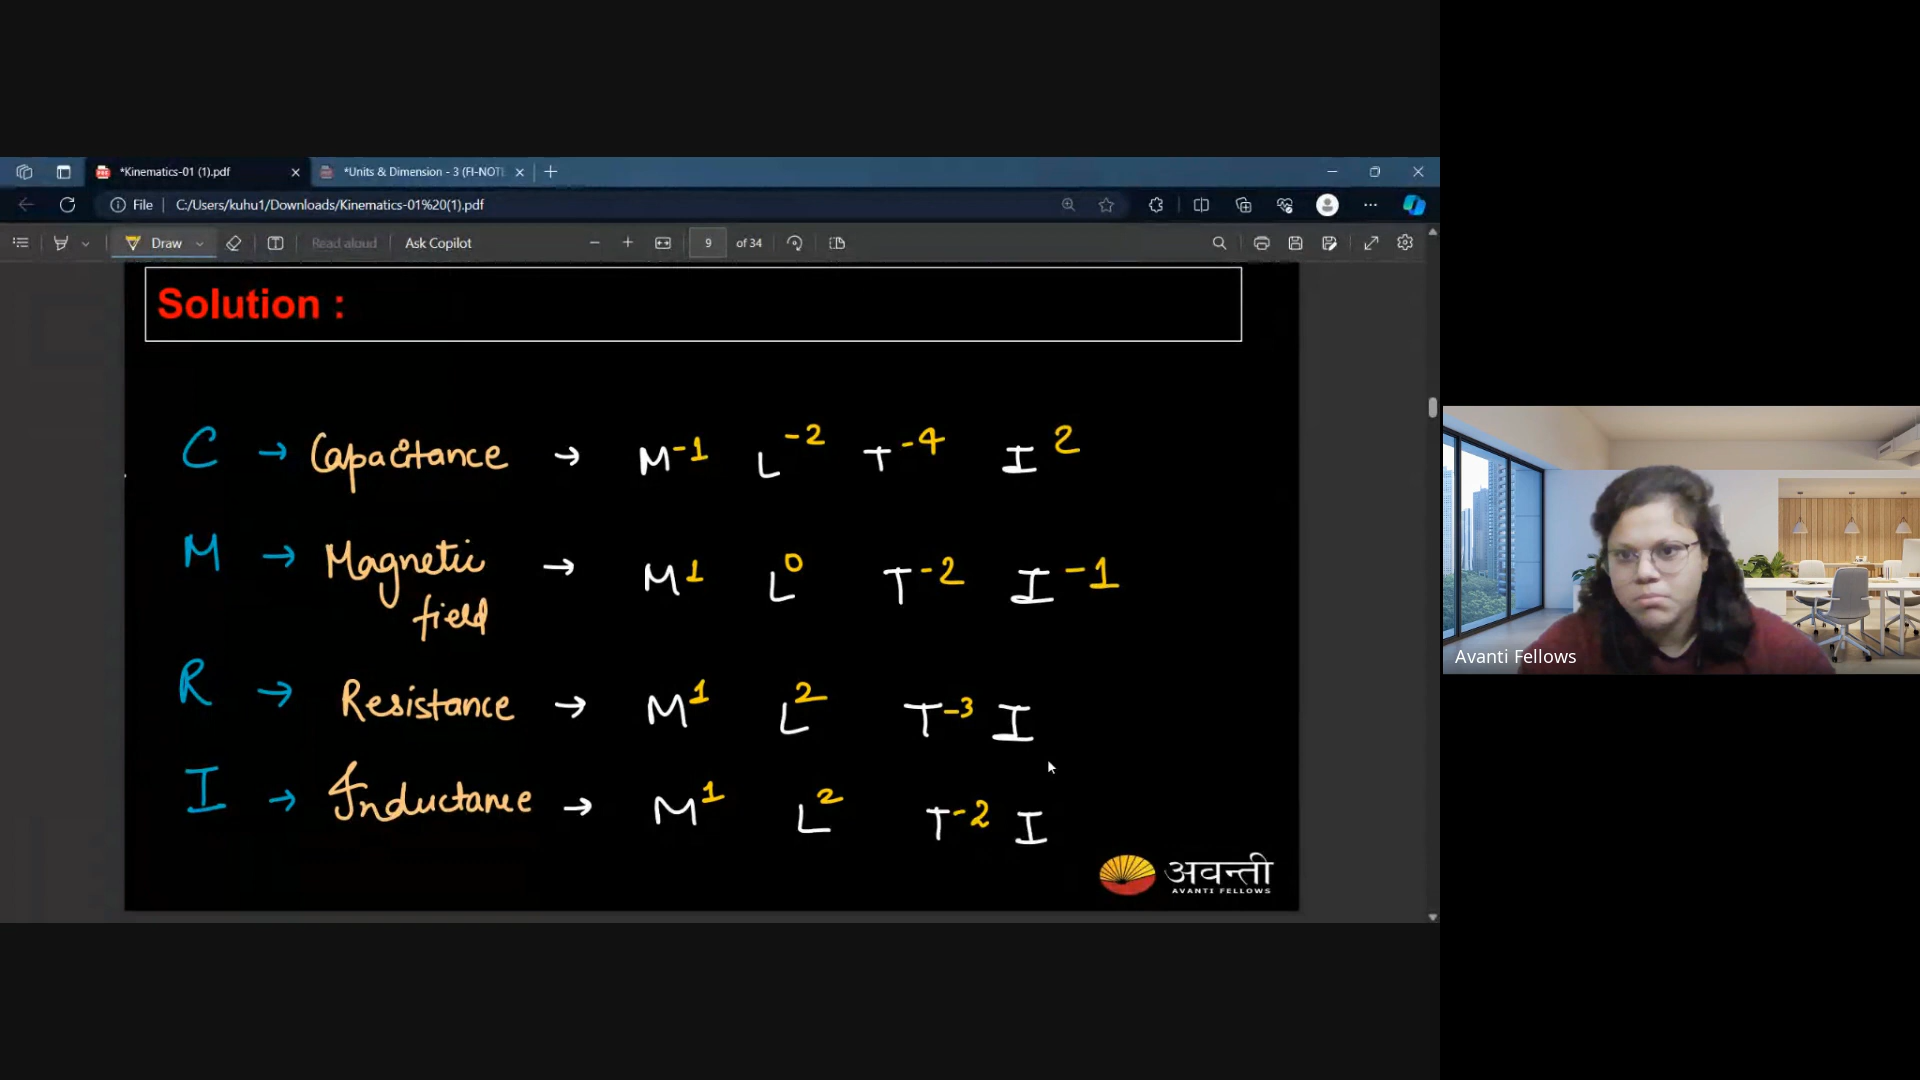 *Kinematics-01 (1).pdf
*Units & Dimension - 3 (FI-NOTE
File
C:/Users/kuhu1/Downloads/Kinematics-01%20(1).pdf
Draw
Read aloud
Ask Copilot
9 of 34
Solution :
C → Capacitance → M⁻¹ L⁻² T⁻⁴ I²
M → Magnetic field → M¹ L⁰ T⁻² I⁻¹
R → Resistance → M¹ L² T⁻³ I
I → Inductance → M¹ L² T⁻² I
अवन्ती
AVANTI FELLOWS
Avanti Fellows